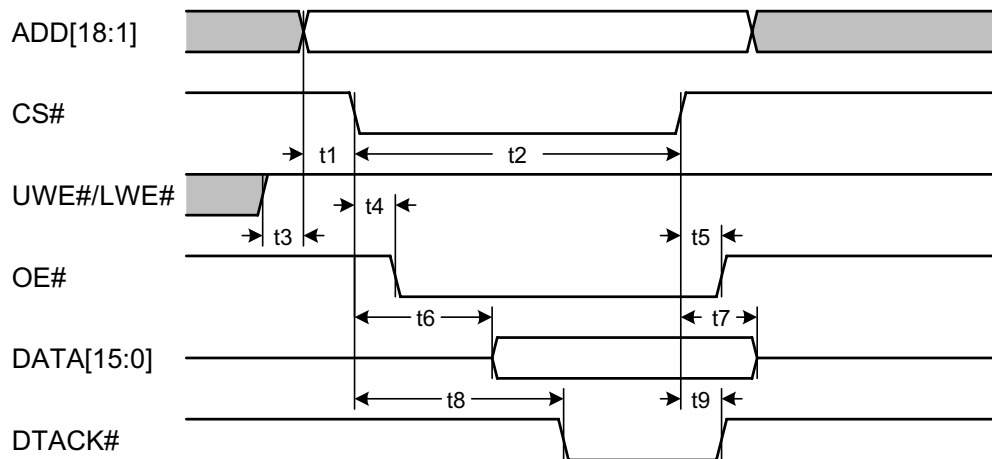 ADD[18:1]
CS#
t1 t2
UWE#/LWE#
t4
t3 t5
OE#
t6 t7
DATA[15:0]
t8 t9
DTACK#